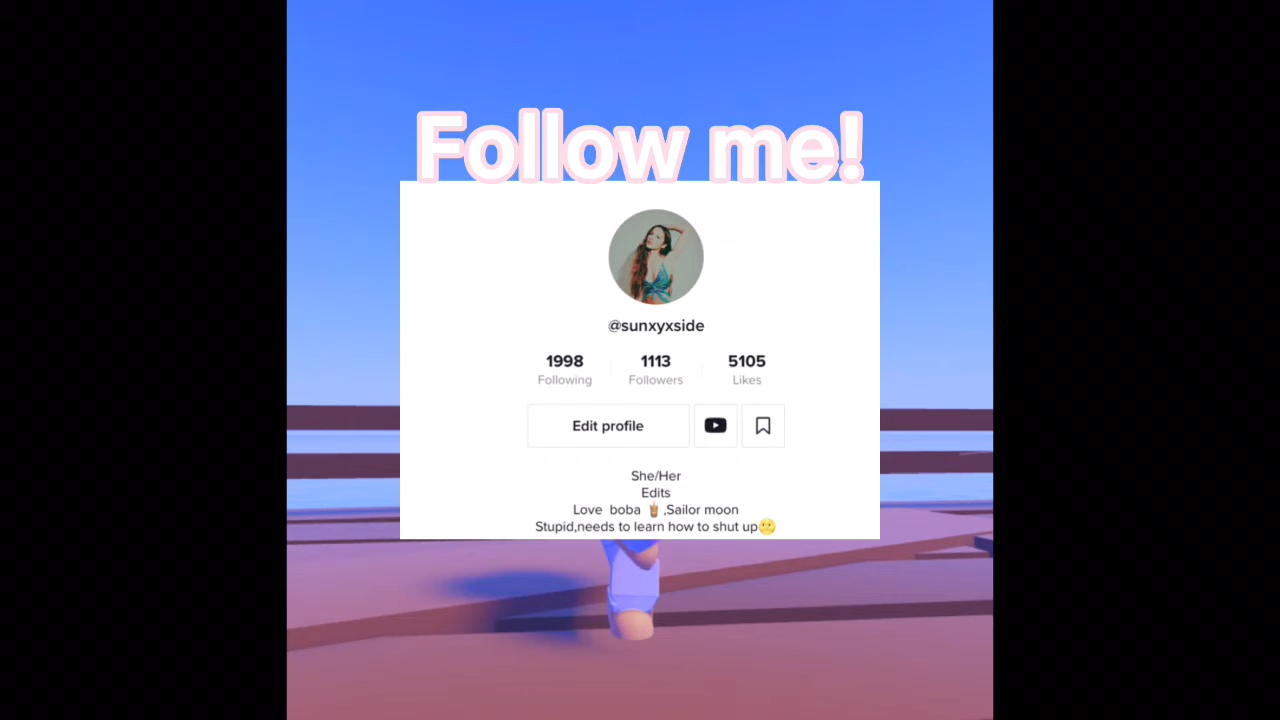 Follow me!
@sunxyxside
1998 1113 5105
Following Followers Likes
Edit profile
She/Her
Edits
Love boba 🧋,Sailor moon
Stupid,needs to learn how to shut up🤫